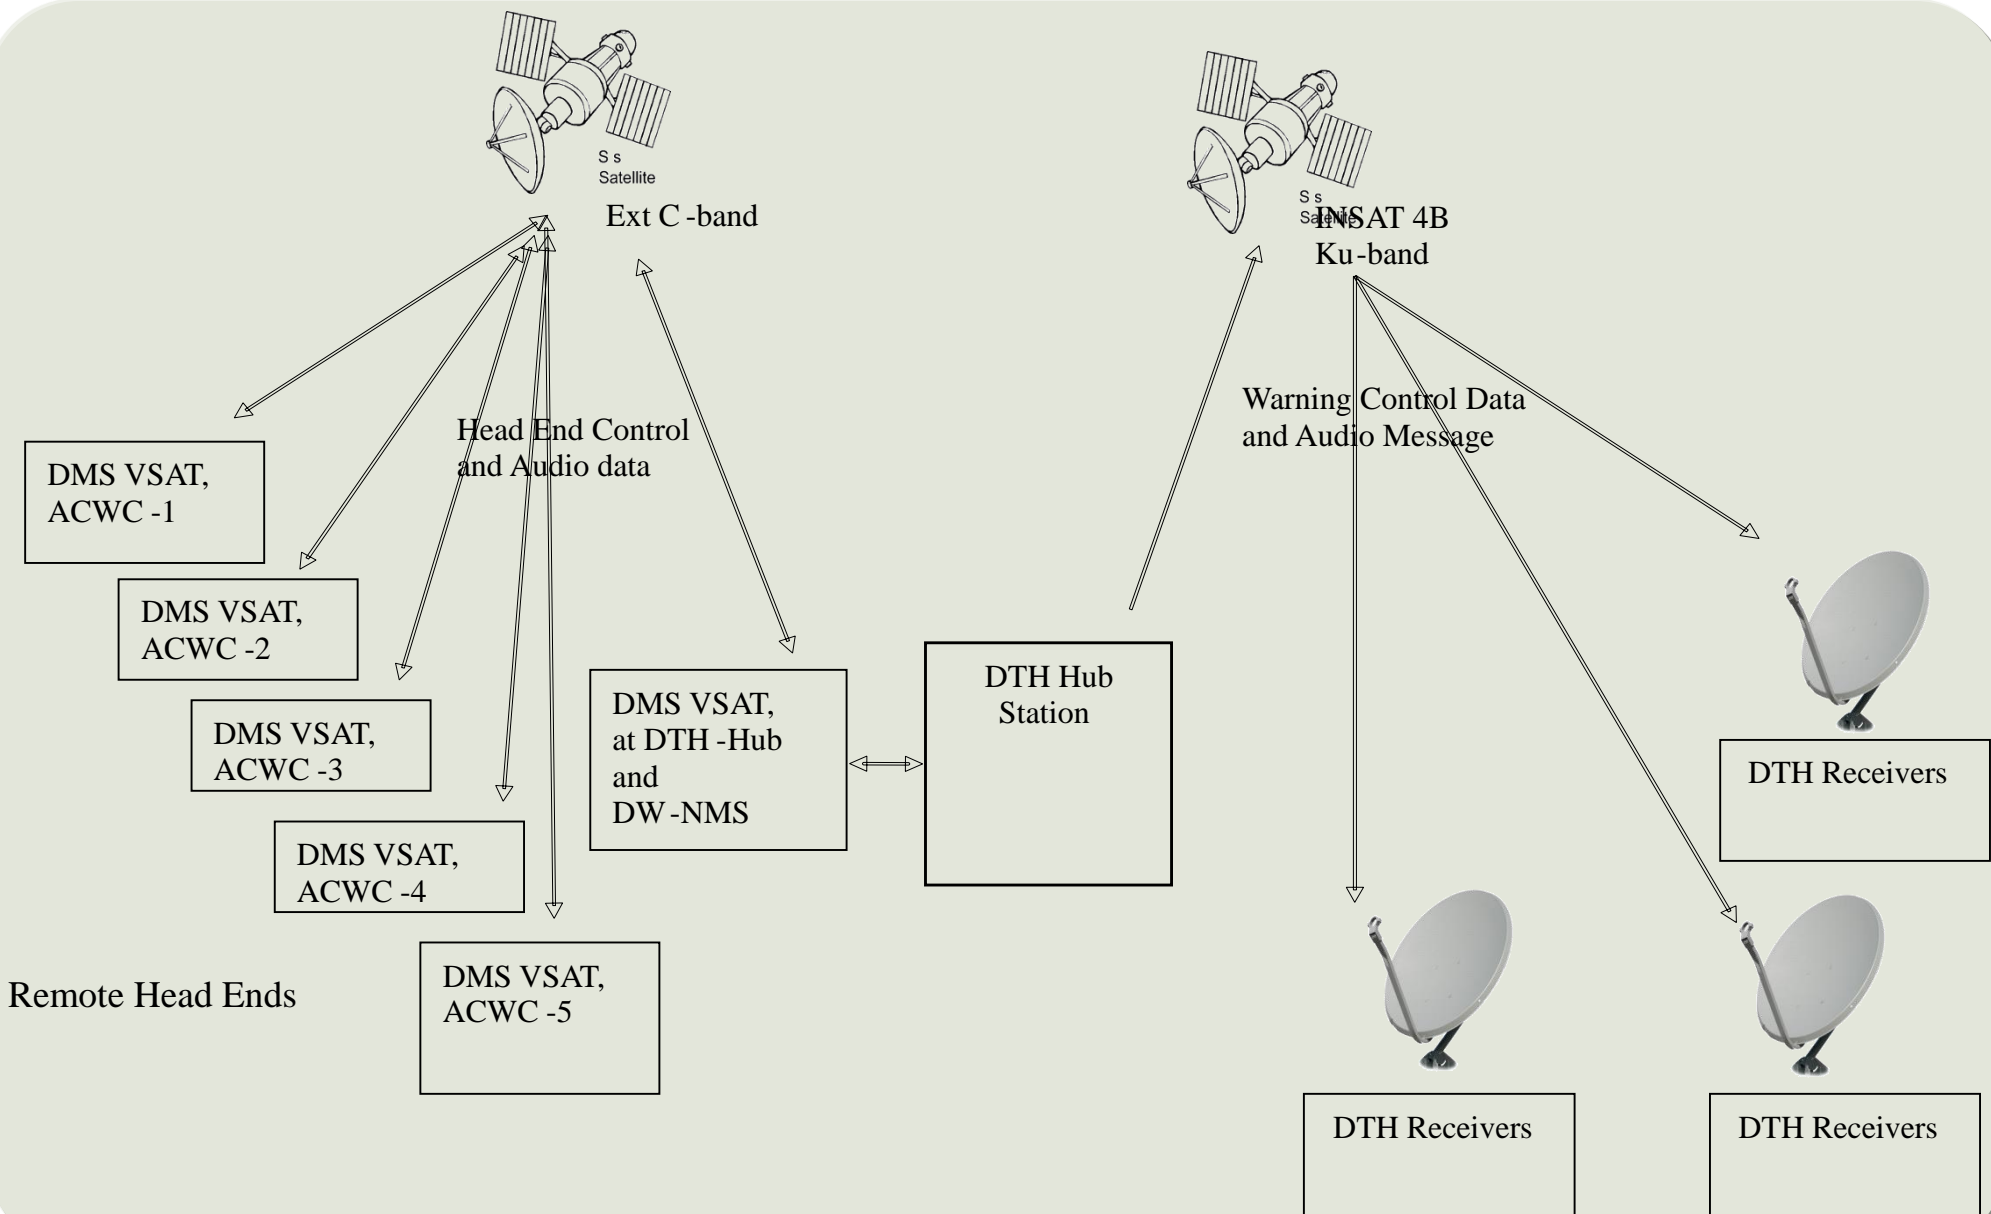 S s
Satellite
Ext C -band
S s
Satellite
INSAT 4B
Ku -band
Head End Control
and Audio data
Warning Control Data
and Audio Message
DMS VSAT,
ACWC -1
DMS VSAT,
ACWC -2
DMS VSAT,
ACWC -3
DMS VSAT,
ACWC -4
DMS VSAT,
ACWC -5
Remote Head Ends
DMS VSAT,
at DTH -Hub
and
DW -NMS
DTH Hub
Station
DTH Receivers
DTH Receivers
DTH Receivers